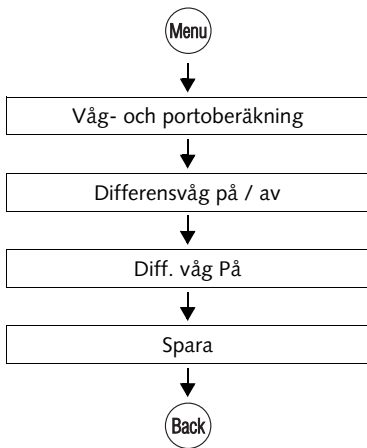 Menu
Våg- och portoberäkning
Differensvåg på / av
Diff. våg På
Spara
Back